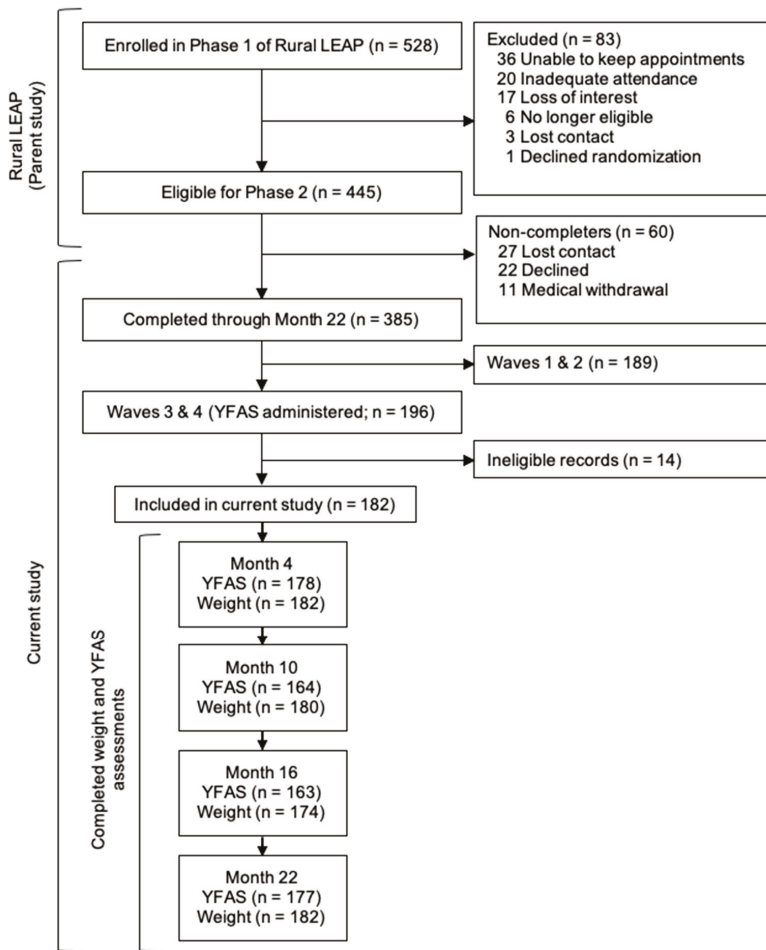 Rural LEAP
(Parent study)
Enrolled in Phase 1 of Rural LEAP (n = 528)
Excluded (n = 83)
36 Unable to keep appointments
20 Inadequate attendance
17 Loss of interest
6 No longer eligible
3 Lost contact
1 Declined randomization
Eligible for Phase 2 (n = 445)
Non-completers (n = 60)
27 Lost contact
22 Declined
11 Medical withdrawal
Current study
Completed through Month 22 (n = 385)
Waves 1 & 2 (n = 189)
Waves 3 & 4 (YFAS administered; n = 196)
Ineligible records (n = 14)
Included in current study (n = 182)
Completed weight and YFAS
assessments
Month 4
YFAS (n = 178)
Weight (n = 182)
Month 10
YFAS (n = 164)
Weight (n = 180)
Month 16
YFAS (n = 163)
Weight (n = 174)
Month 22
YFAS (n = 177)
Weight (n = 182)